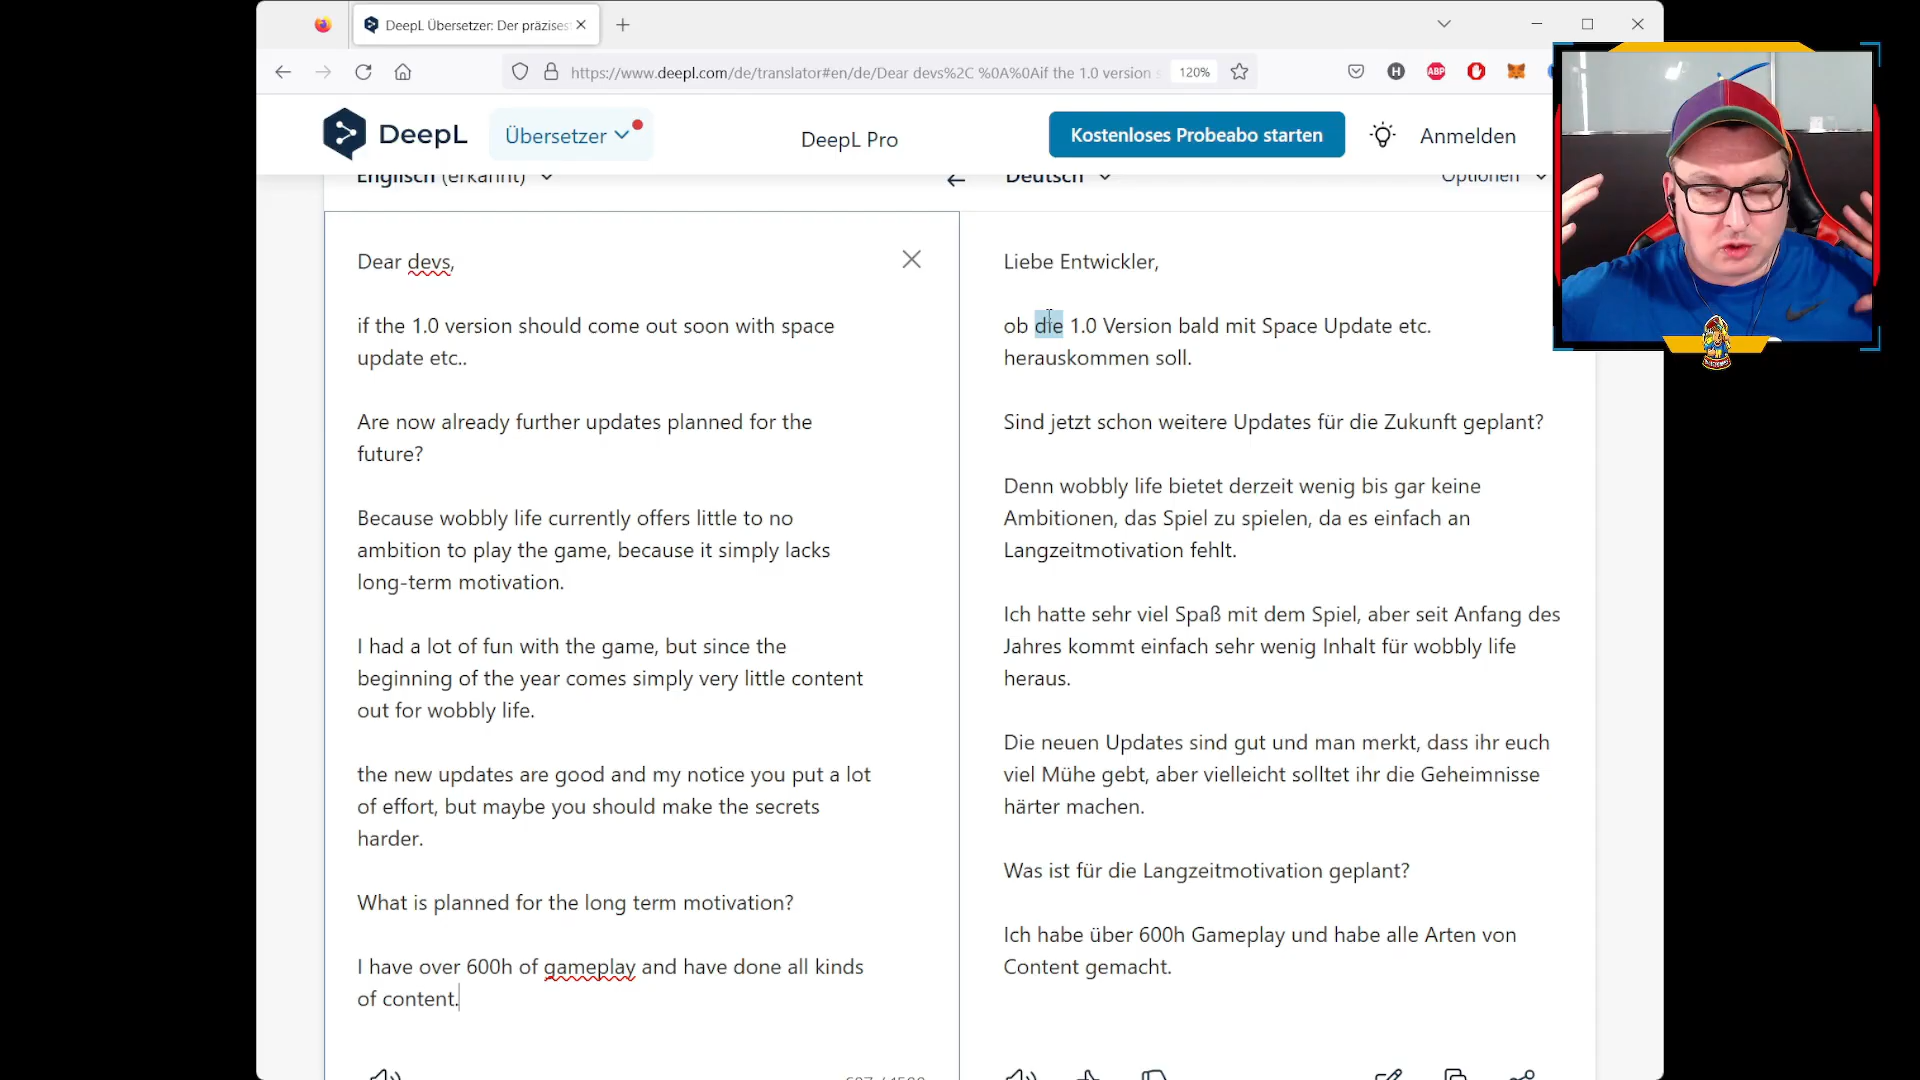 DeepL Übersetzer: Der präzises
https://www.deepl.com/de/translator#en/de/Dear devs%2C %0A%0Aif the 1.0 version s
120%
H
ABP
DeepL
Übersetzer
DeepL Pro
Kostenloses Probeabo starten
Anmelden
Englisch (erkannt)
Deutsch
Optionen
Dear devs,
if the 1.0 version should come out soon with space
update etc..
Are now already further updates planned for the
future?
Because wobbly life currently offers little to no
ambition to play the game, because it simply lacks
long-term motivation.
I had a lot of fun with the game, but since the
beginning of the year comes simply very little content
out for wobbly life.
the new updates are good and my notice you put a lot
of effort, but maybe you should make the secrets
harder.
What is planned for the long term motivation?
I have over 600h of gameplay and have done all kinds
of content.
Liebe Entwickler,
ob die 1.0 Version bald mit Space Update etc.
herauskommen soll.
Sind jetzt schon weitere Updates für die Zukunft geplant?
Denn wobbly life bietet derzeit wenig bis gar keine
Ambitionen, das Spiel zu spielen, da es einfach an
Langzeitmotivation fehlt.
Ich hatte sehr viel Spaß mit dem Spiel, aber seit Anfang des
Jahres kommt einfach sehr wenig Inhalt für wobbly life
heraus.
Die neuen Updates sind gut und man merkt, dass ihr euch
viel Mühe gebt, aber vielleicht solltet ihr die Geheimnisse
härter machen.
Was ist für die Langzeitmotivation geplant?
Ich habe über 600h Gameplay und habe alle Arten von
Content gemacht.